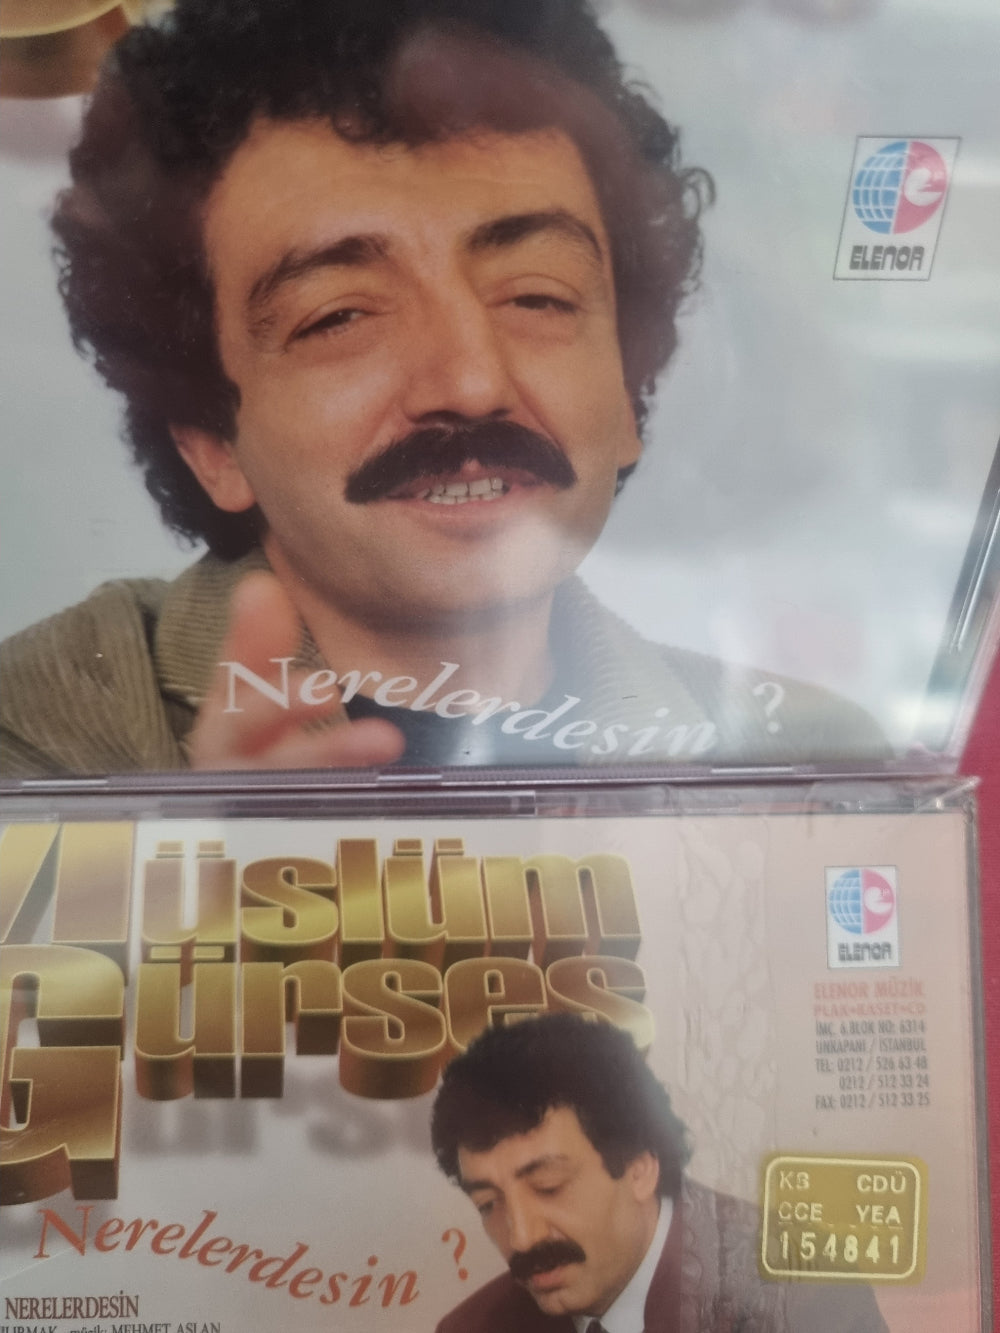 ELENOR
Nerelerdesin ?
Müslüm
Gürses
Nerelerdesin ?
ELENOR
ELENOR MÜZİK
PLAK•KASET•CD
İMÇ. 6.BLOK NO: 6314
UNKAPANI / İSTANBUL
TEL: 0212 / 526 63 48
0212 / 512 33 24
FAX: 0212 / 512 33 25
KB CDÜ
CCE YEA
154841
NERELERDESİN
müzik: MEHMET ASLAN